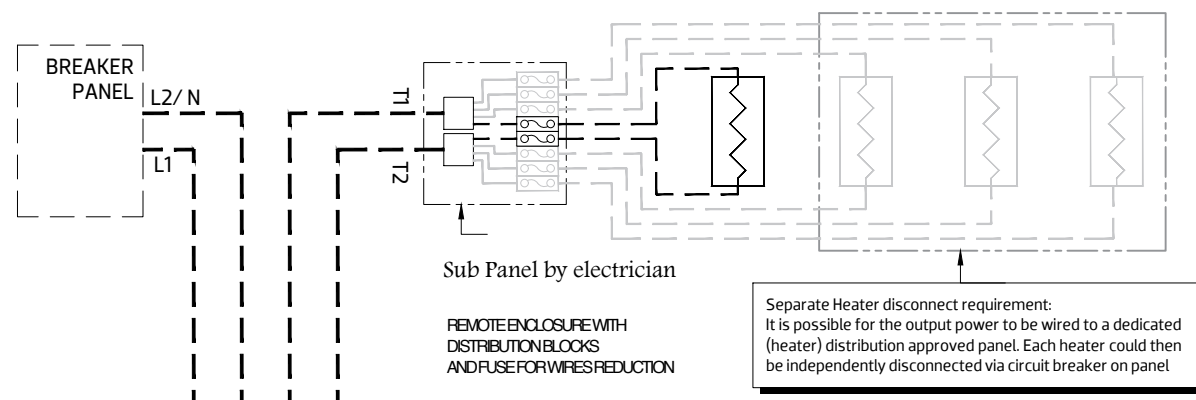 BREAKER
PANEL
L2/ N
L1
T1
T2
Sub Panel by electrician
REMOTE ENCLOSURE WITH
DISTRIBUTION BLOCKS
AND FUSE FOR WIRES REDUCTION
Separate Heater disconnect requirement:
It is possible for the output power to be wired to a dedicated
(heater) distribution approved panel. Each heater could then
be independently disconnected via circuit breaker on panel